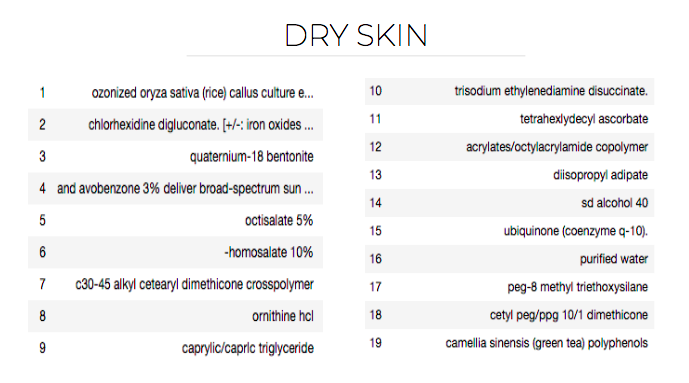 DRY SKIN
1 ozonized oryza sativa (rice) callus culture e...
2 chlorhexidine digluconate. [+/-: iron oxides ...
3 quaternium-18 bentonite
4 and avobenzone 3% deliver broad-spectrum sun ...
5 octisalate 5%
6 -homosalate 10%
7 c30-45 alkyl cetearyl dimethicone crosspolymer
8 ornithine hcl
9 caprylic/capric triglyceride
10 trisodium ethylenediamine disuccinate.
11 tetrahexlydecyl ascorbate
12 acrylates/octylacrylamide copolymer
13 diisopropyl adipate
14 sd alcohol 40
15 ubiquinone (coenzyme q-10).
16 purified water
17 peg-8 methyl triethoxysilane
18 cetyl peg/ppg 10/1 dimethicone
19 camellia sinensis (green tea) polyphenols